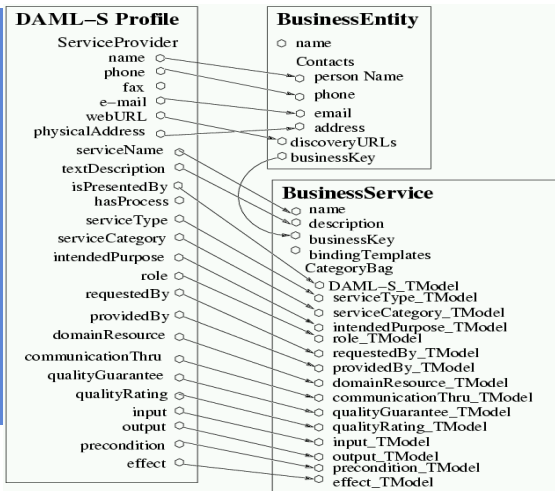 DAML–S Profile
ServiceProvider
name
phone
fax
e–mail
webURL
physicalAddress
serviceName
textDescription
isPresentedBy
hasProcess
serviceType
serviceCategory
intendedPurpose
role
requestedBy
providedBy
domainResource
communicationThru
qualityGuarantee
qualityRating
input
output
precondition
effect
BusinessEntity
name
Contacts
person Name
phone
email
address
discoveryURLs
businessKey
BusinessService
name
description
businessKey
bindingTemplates
CategoryBag
DAML–S_TModel
serviceType_TModel
serviceCategory_TModel
intendedPurpose_TModel
role_TModel
requestedBy_TModel
providedBy_TModel
domainResource_TModel
communicationThru_TModel
qualityGuarantee_TModel
qualityRating_TModel
input_TModel
output_TModel
precondition_TModel
effect_TModel